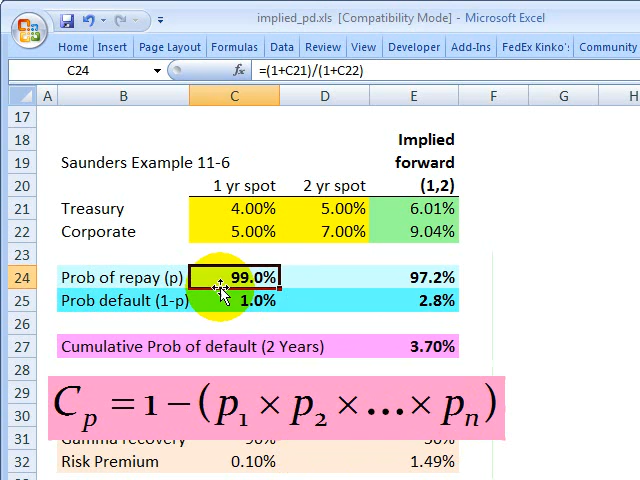 implied_pd.xls [Compatibility Mode] - Microsoft Excel
Home Insert Page Layout Formulas Data Review View Developer Add-Ins FedEx Kinko's Community
C24 fx =(1+C21)/(1+C22)
A B C D E F G H
17
18 Implied
19 Saunders Example 11-6 forward
20 1 yr spot 2 yr spot (1,2)
21 Treasury 4.00% 5.00% 6.01%
22 Corporate 5.00% 7.00% 9.04%
23
24 Prob of repay (p) 99.0% 97.2%
25 Prob default (1-p) 1.0% 2.8%
26
27 Cumulative Prob of default (2 Years) 3.70%
28
29
Cp = 1 − (p1 × p2 × ... × pn)
30
31
32 Risk Premium 0.10% 1.49%